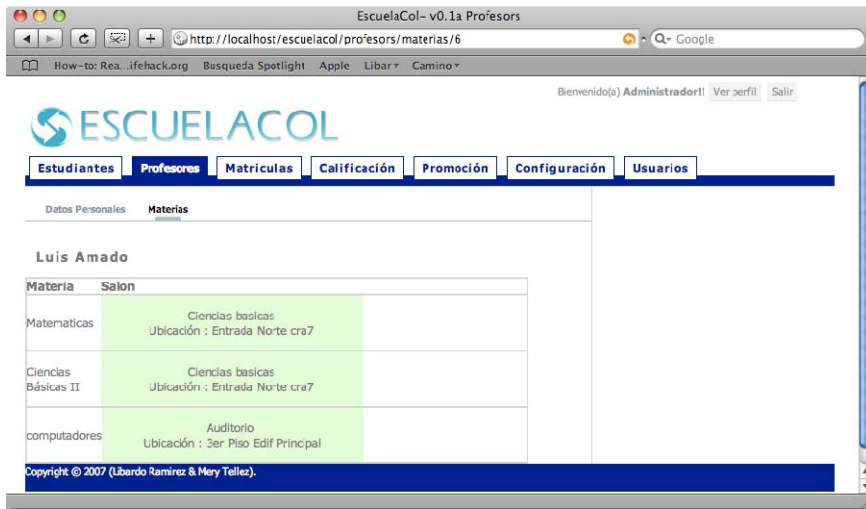 EscuelaCol- v0.1a Profesors
http://localhost/escuelacol/profesors/materias/6
Google
How-to: Rea...ifehack.org Busqueda Spotlight Apple Libar Camino
Bienvenido(a) Administrador!! Ver perfil Salir
ESCUELACOL
Estudiantes Profesores Matriculas Calificación Promoción Configuración Usuarios
Datos Personales Materias
Luis Amado
Materia Salon
Matematicas
Ciencias basicas
Ubicación : Entrada Norte cra7
Ciencias
Básicas II
Ciencias basicas
Ubicación : Entrada Norte cra7
computadores
Auditorio
Ubicación : 3er Piso Edif Principal
Copyright © 2007 (Libardo Ramirez & Mery Tellez).